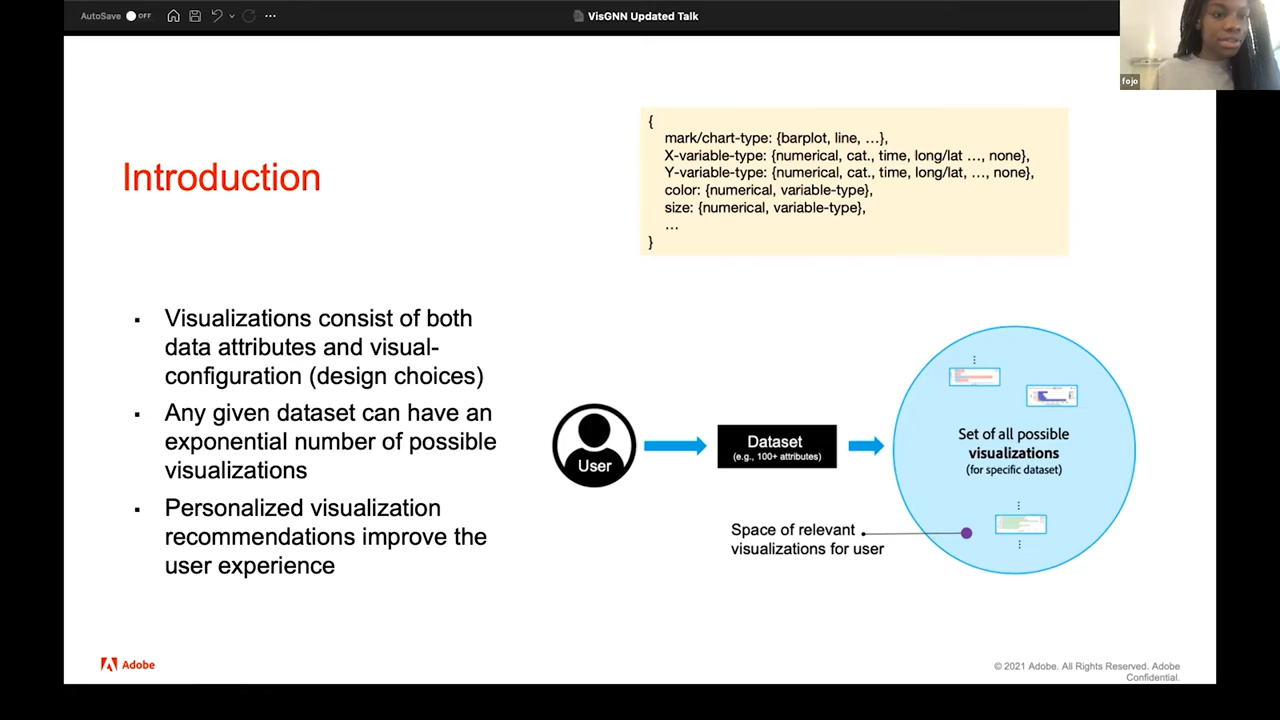 AutoSave OFF
VisGNN Updated Talk
fojo
Introduction
{
mark/chart-type: {barplot, line, …},
X-variable-type: {numerical, cat., time, long/lat …, none},
Y-variable-type: {numerical, cat., time, long/lat, …, none},
color: {numerical, variable-type},
size: {numerical, variable-type},
…
}
▪ Visualizations consist of both
data attributes and visual-
configuration (design choices)
▪ Any given dataset can have an
exponential number of possible
visualizations
▪ Personalized visualization
recommendations improve the
user experience
User
Dataset
(e.g., 100+ attributes)
Set of all possible
visualizations
(for specific dataset)
Space of relevant
visualizations for user
Adobe
© 2021 Adobe. All Rights Reserved. Adobe
Confidential.